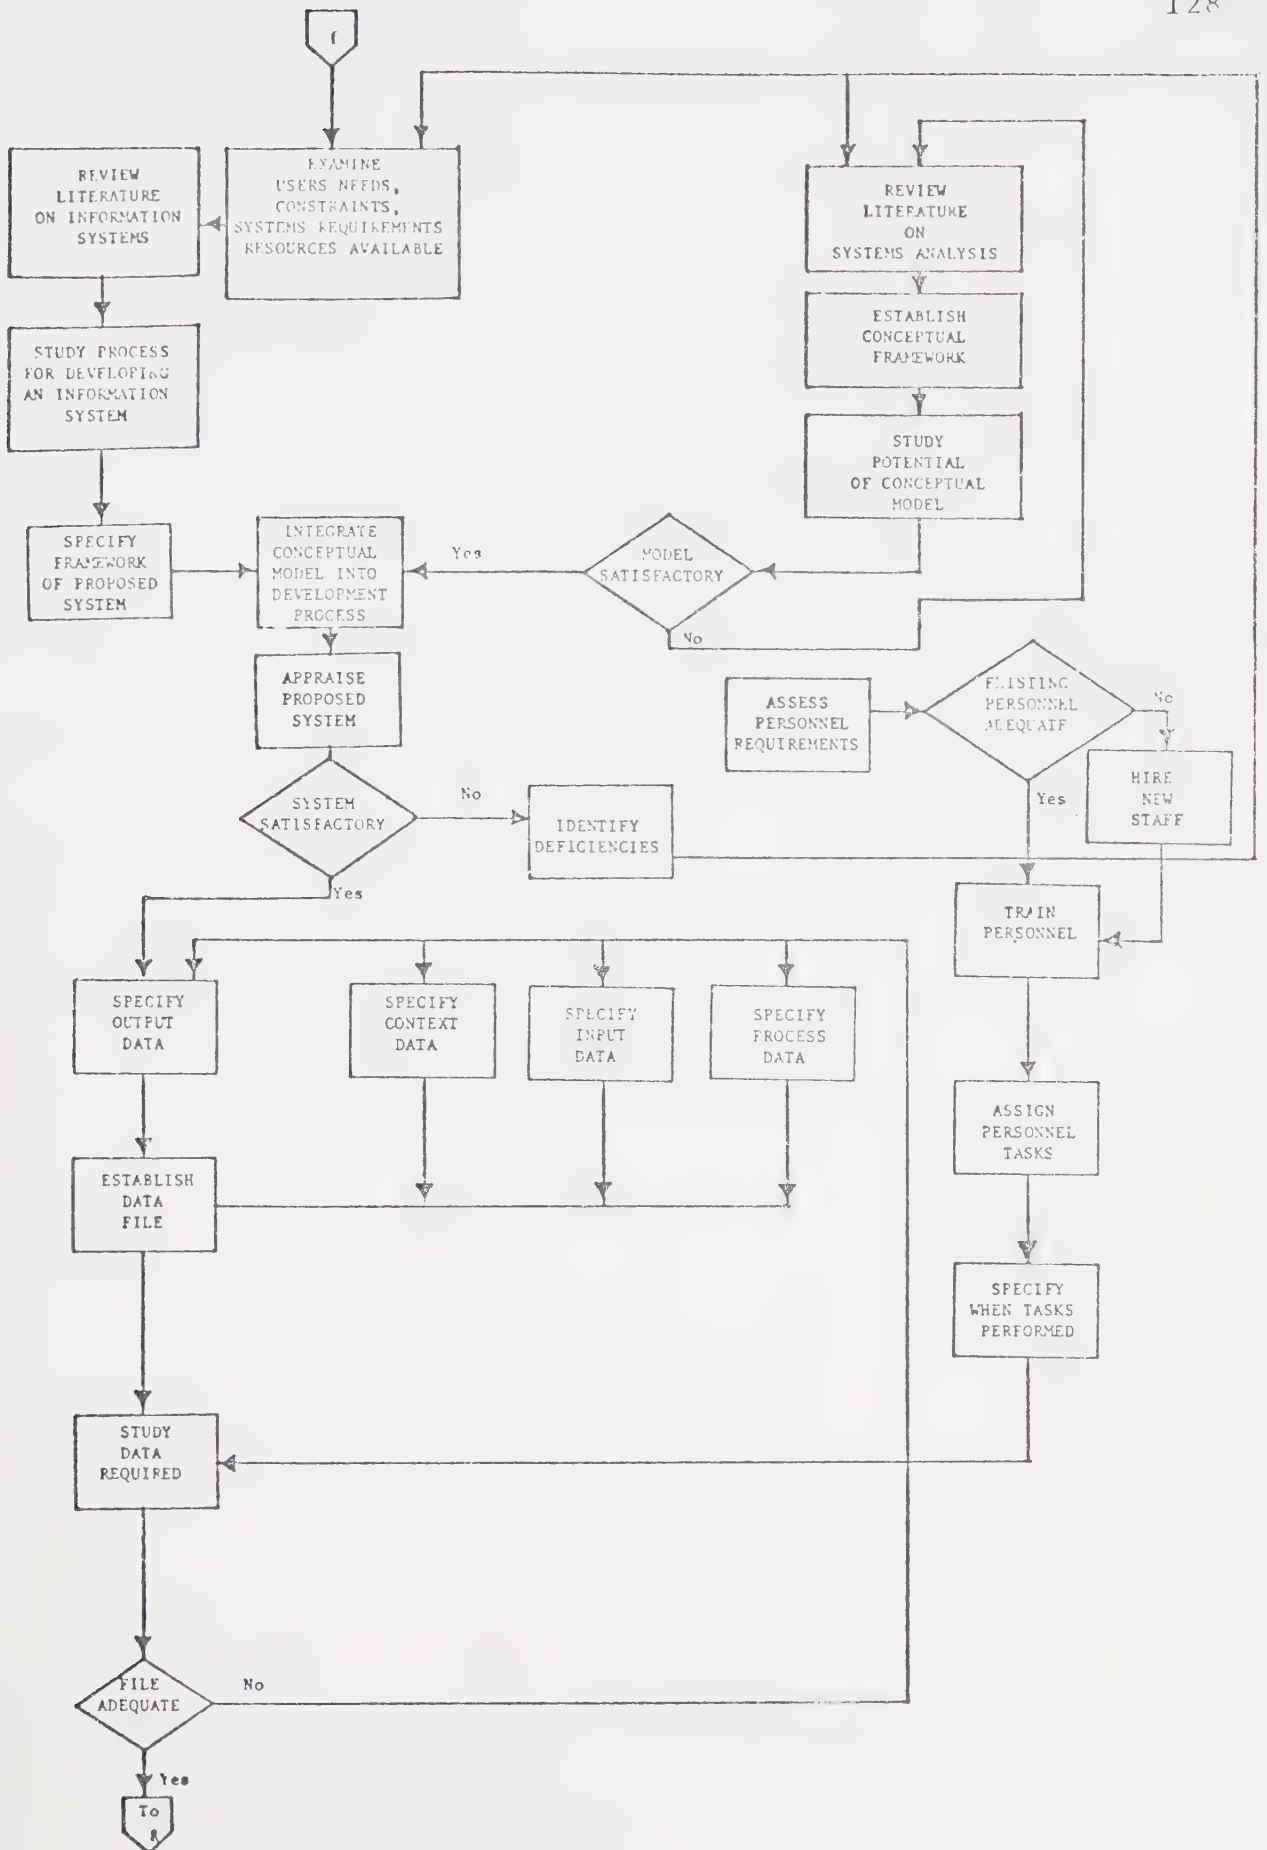 128
f
EXAMINE
USERS NEEDS,
CONSTRAINTS,
SYSTEMS REQUIREMENTS
RESOURCES AVAILABLE
REVIEW
LITERATURE
ON INFORMATION
SYSTEMS
REVIEW
LITERATURE
ON
SYSTEMS ANALYSIS
STUDY PROCESS
FOR DEVELOPING
AN INFORMATION
SYSTEM
ESTABLISH
CONCEPTUAL
FRAMEWORK
STUDY
POTENTIAL
OF CONCEPTUAL
MODEL
SPECIFY
FRAMEWORK
OF PROPOSED
SYSTEM
INTEGRATE
CONCEPTUAL
MODEL INTO
DEVELOPMENT
PROCESS
Yes
MODEL
SATISFACTORY
No
APPRAISE
PROPOSED
SYSTEM
ASSESS
PERSONNEL
REQUIREMENTS
EXISTING
PERSONNEL
ADEQUATE
No
Yes
HIRE
NEW
STAFF
SYSTEM
SATISFACTORY
No
IDENTIFY
DEFICIENCIES
Yes
TRAIN
PERSONNEL
SPECIFY
OUTPUT
DATA
SPECIFY
CONTEXT
DATA
SPECIFY
INPUT
DATA
SPECIFY
PROCESS
DATA
ASSIGN
PERSONNEL
TASKS
ESTABLISH
DATA
FILE
SPECIFY
WHEN TASKS
PERFORMED
STUDY
DATA
REQUIRED
FILE
ADEQUATE
No
Yes
To
g